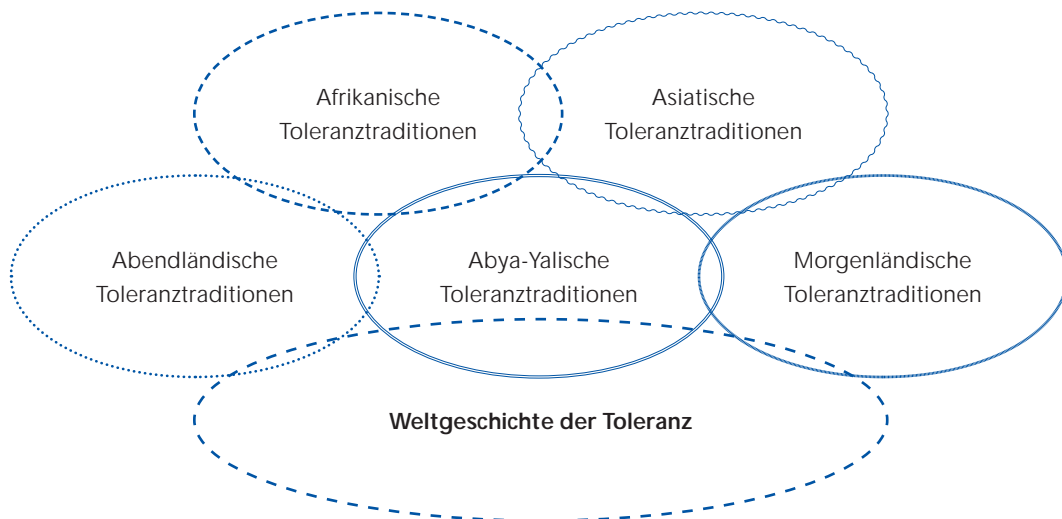 Afrikanische
Toleranztraditionen
Asiatische
Toleranztraditionen
Abendländische
Toleranztraditionen
Abya-Yalische
Toleranztraditionen
Morgenländische
Toleranztraditionen
Weltgeschichte der Toleranz